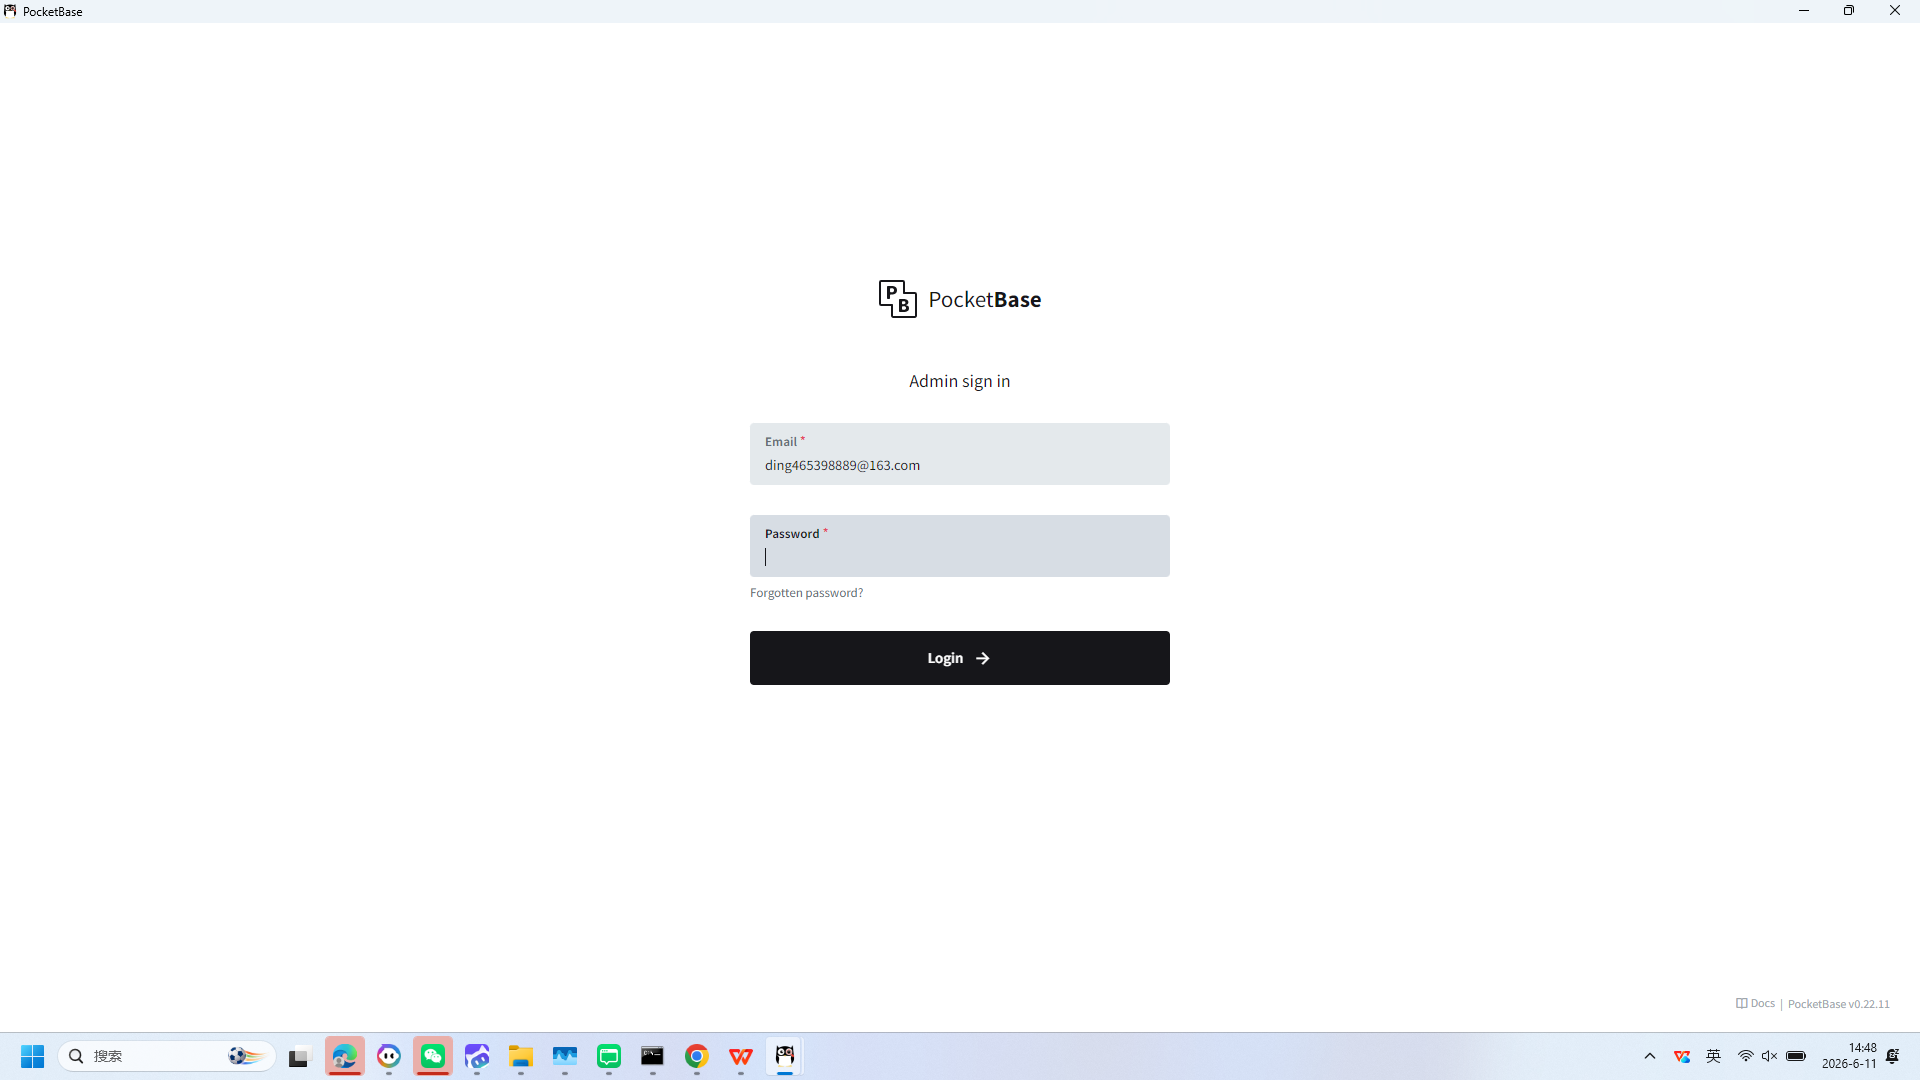 PocketBase
PocketBase
Admin sign in
Email *
ding465398889@163.com
Password *
Forgotten password?
Login →
Docs | PocketBase v0.22.11
搜索
英
14:48
2026-6-11